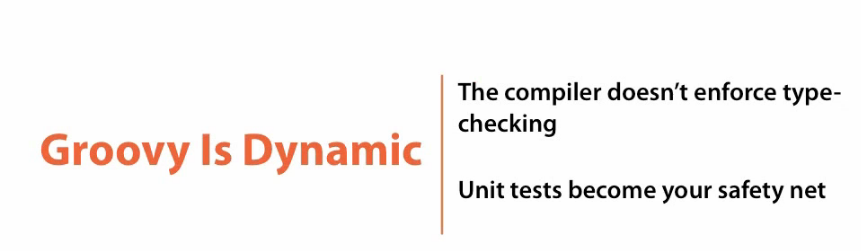 Groovy Is Dynamic
The compiler doesn’t enforce type-
checking
Unit tests become your safety net